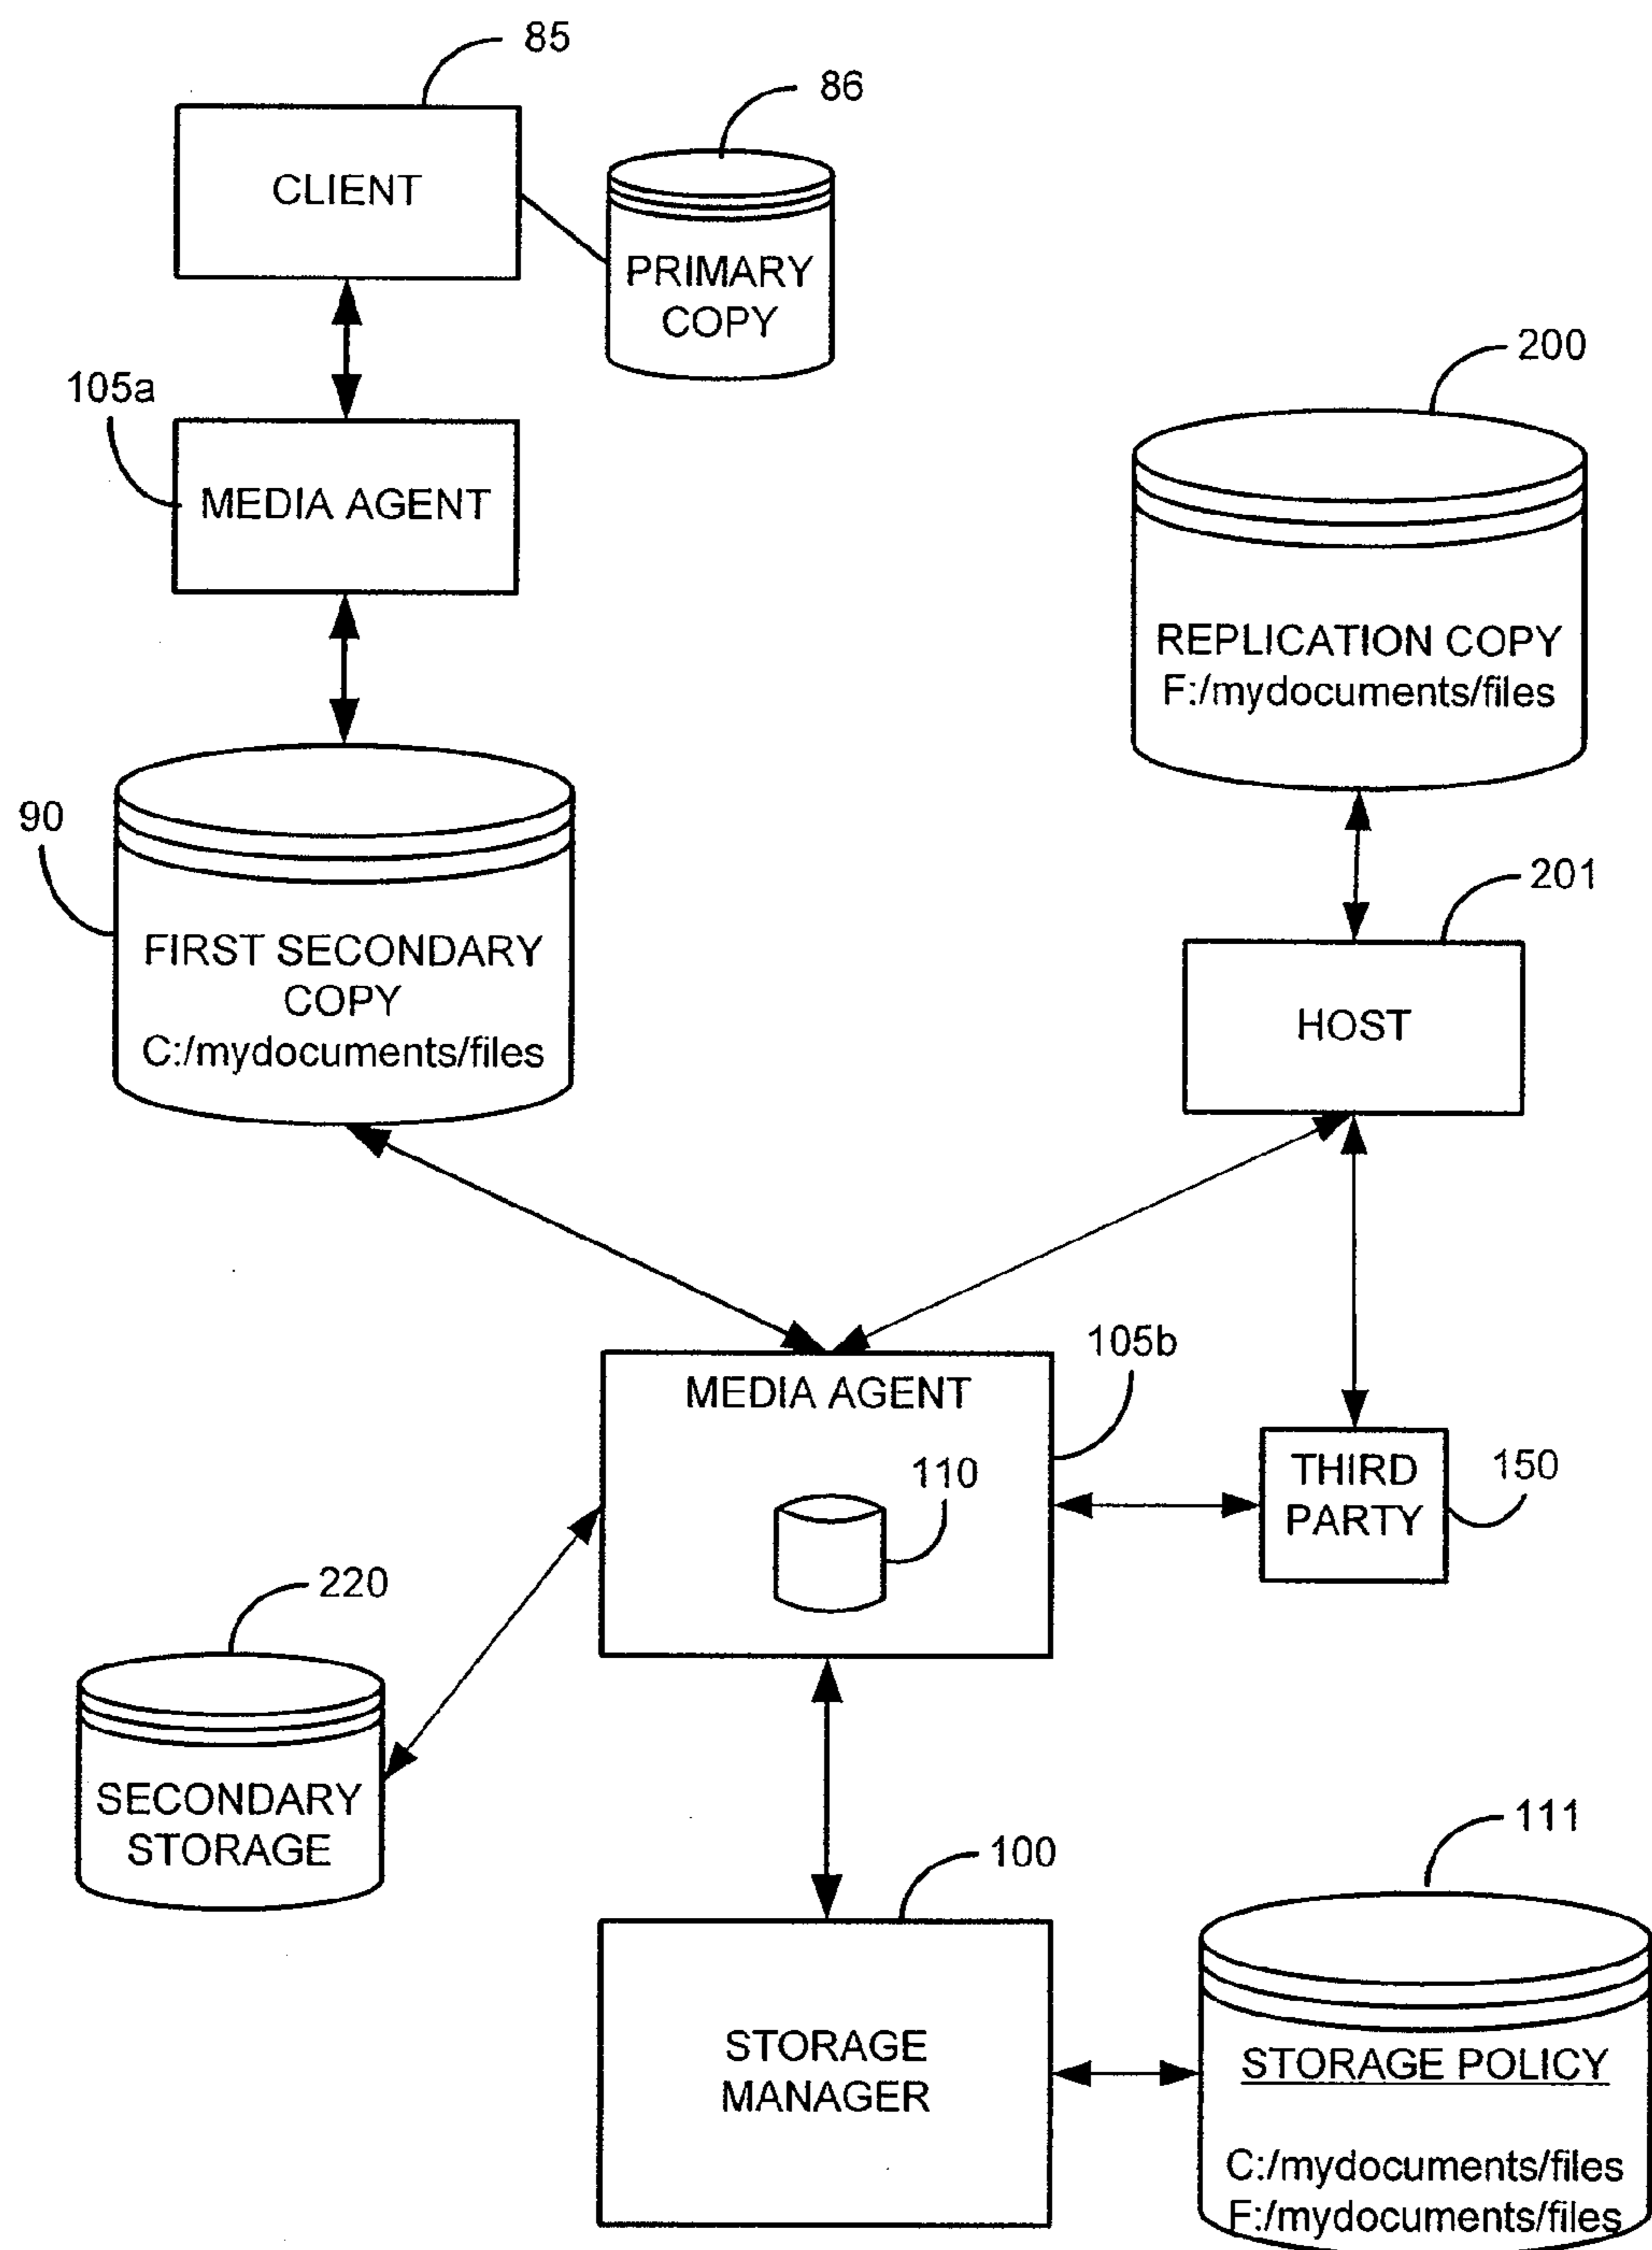 85
86
CLIENT
PRIMARY
COPY
200
105a
MEDIA AGENT
REPLICATION COPY
F:/mydocuments/files
90
201
FIRST SECONDARY
COPY
C:/mydocuments/files
HOST
105b
MEDIA AGENT
110
THIRD
PARTY
150
220
SECONDARY
STORAGE
111
100
STORAGE
MANAGER
STORAGE POLICY
C:/mydocuments/files
F:/mydocuments/files